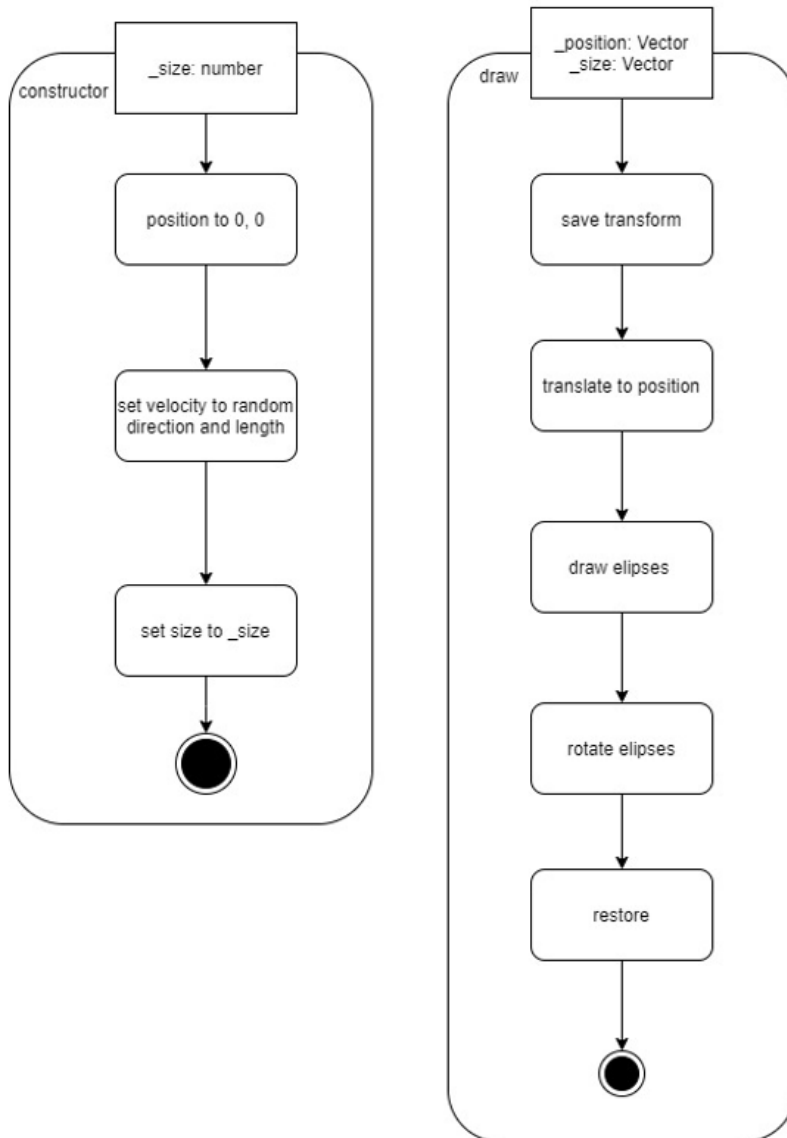 constructor
_size: number
position to 0, 0
set velocity to random
direction and length
set size to _size
draw
_position: Vector
_size: Vector
save transform
translate to position
draw elipses
rotate elipses
restore